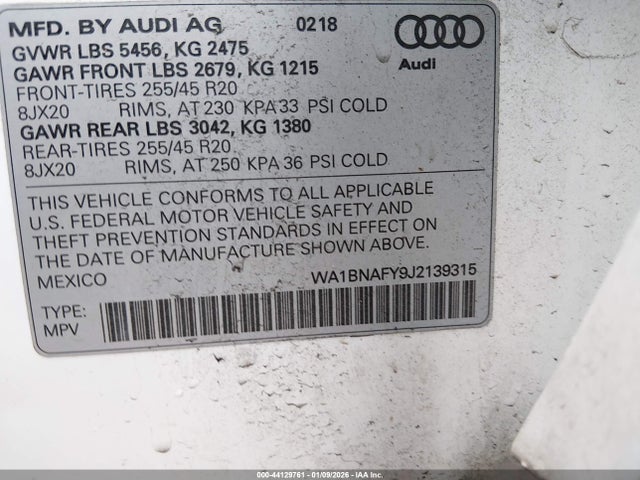 MFD. BY AUDI AG 0218
GVWR LBS 5456, KG 2475
GAWR FRONT LBS 2679, KG 1215
Audi
FRONT-TIRES 255/45 R20
8JX20 RIMS, AT 230 KPA 33 PSI COLD
GAWR REAR LBS 3042, KG 1380
REAR-TIRES 255/45 R20
8JX20 RIMS, AT 250 KPA 36 PSI COLD
THIS VEHICLE CONFORMS TO ALL APPLICABLE
U.S. FEDERAL MOTOR VEHICLE SAFETY AND
THEFT PREVENTION STANDARDS IN EFFECT ON
THE DATE OF MANUFACTURE SHOWN ABOVE.
MEXICO WA1BNAFY9J2139315
TYPE:
MPV
000-44129761 - 01/09/2026 - IAA Inc.